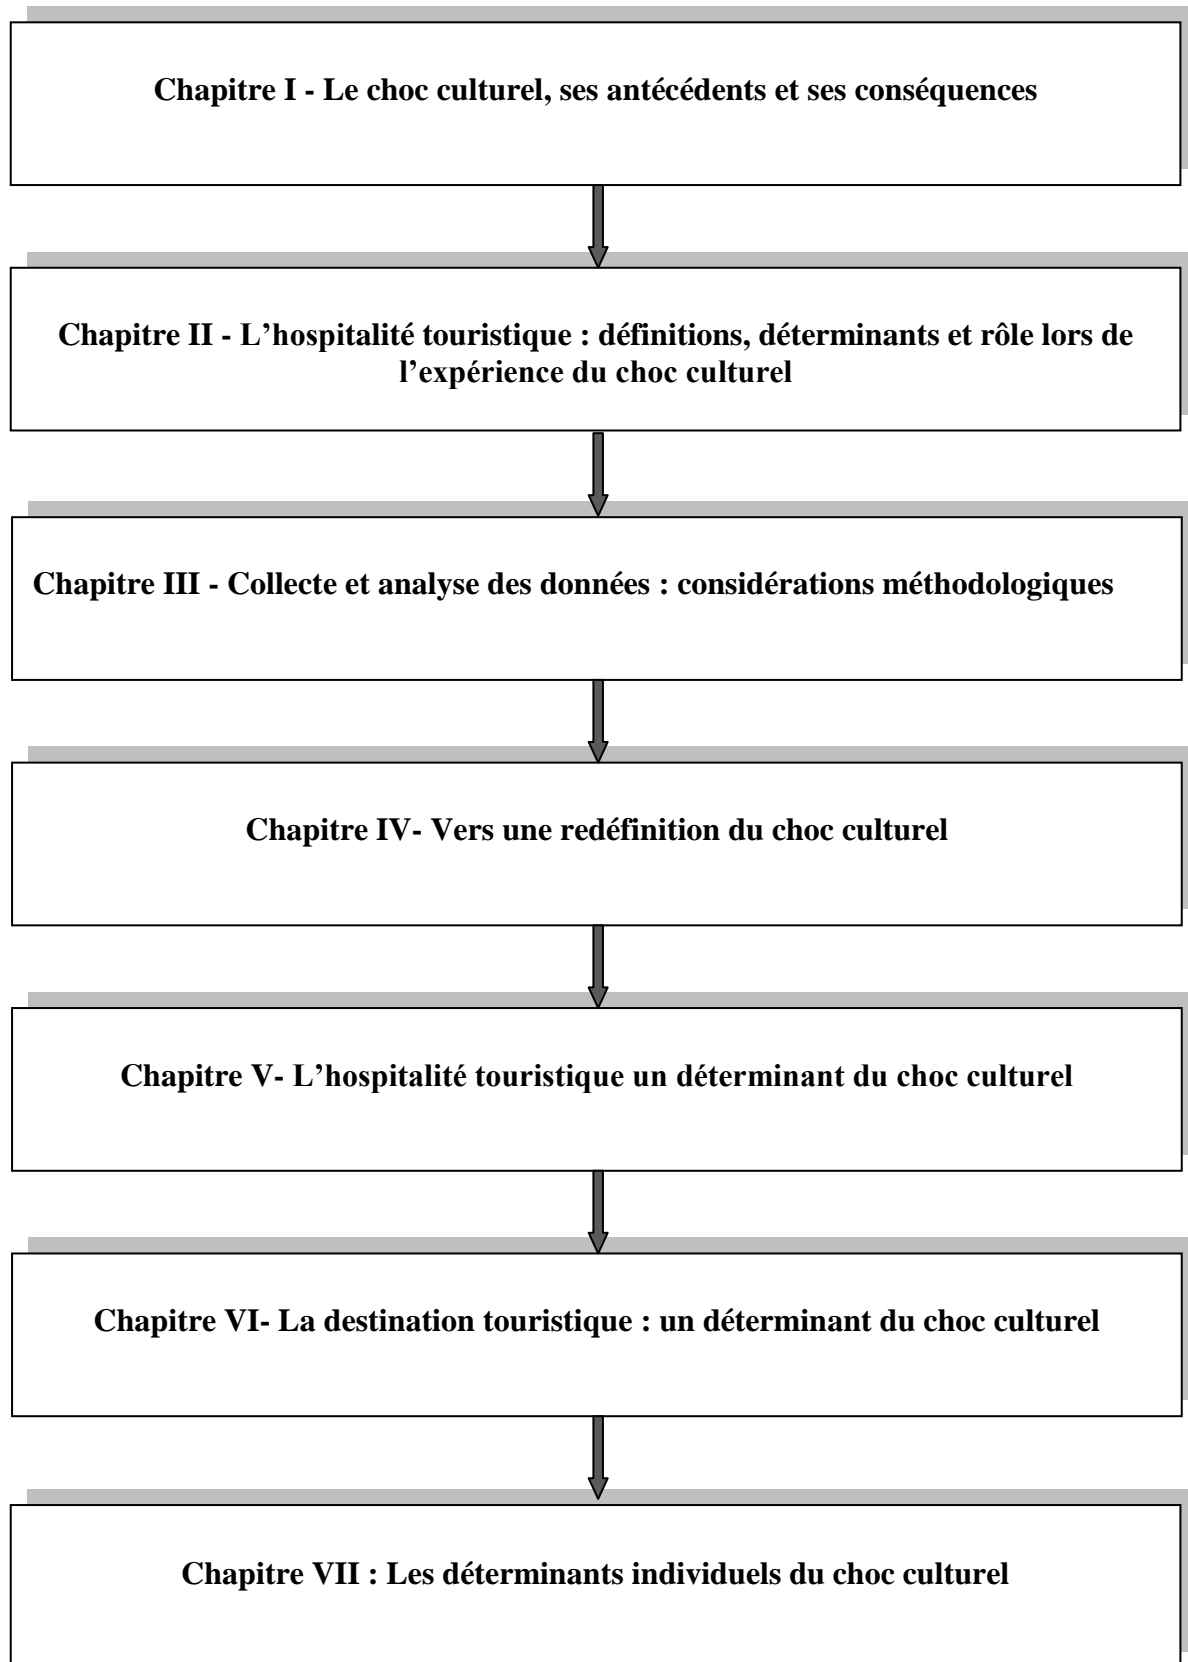 Chapitre I - Le choc culturel, ses antécédents et ses conséquences
Chapitre II - L’hospitalité touristique : définitions, déterminants et rôle lors de
l’expérience du choc culturel
Chapitre III - Collecte et analyse des données : considérations méthodologiques
Chapitre IV- Vers une redéfinition du choc culturel
Chapitre V- L’hospitalité touristique un déterminant du choc culturel
Chapitre VI- La destination touristique : un déterminant du choc culturel
Chapitre VII : Les déterminants individuels du choc culturel